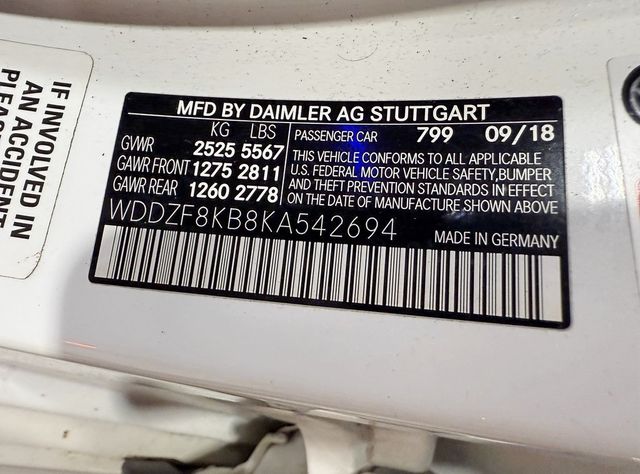 IF INVOLVED IN
AN ACCIDENT
MFD BY DAIMLER AG STUTTGART
KG LBS
GVWR 2525 5567
GAWR FRONT 1275 2811
GAWR REAR 1260 2778
PASSENGER CAR 799 09/18
THIS VEHICLE CONFORMS TO ALL APPLICABLE
U.S. FEDERAL MOTOR VEHICLE SAFETY,BUMPER
AND THEFT PREVENTION STANDARDS IN EFFECT
ON THE DATE OF MANUFACTURE SHOWN ABOVE
WDDZF8KB8KA542694
MADE IN GERMANY